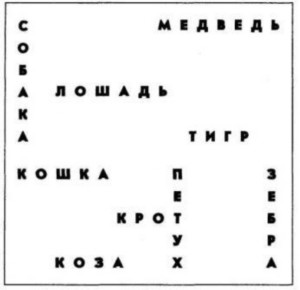 СОБАКА
МЕДВЕДЬ
ЛОШАДЬ
ТИГР
КОШКА
ПЕТУХ
ЗЕБРА
КРОТ
КОЗА